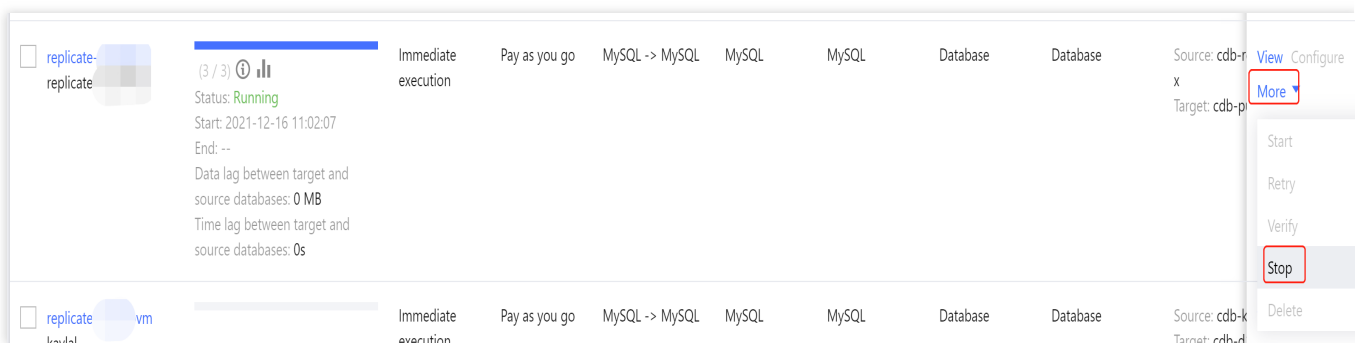 replicate-
replicate
(3 / 3)
Status: Running
Start: 2021-12-16 11:02:07
End: --
Data lag between target and
source databases: 0 MB
Time lag between target and
source databases: 0s
Immediate
execution
Pay as you go
MySQL -> MySQL
MySQL
MySQL
Database
Database
Source: cdb-r
x
Target: cdb-p
View Configure
More
Start
Retry
Verify
Stop
Delete
replicate vm
Immediate
execution
Pay as you go
MySQL -> MySQL
MySQL
MySQL
Database
Database
Source: cdb-k
Target: cdb-d